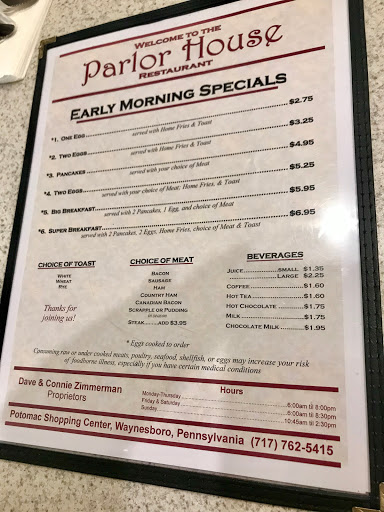 WELCOME TO THE
Parlor House
RESTAURANT
EARLY MORNING SPECIALS
*1. ONE EGG $2.75
served with Home Fries & Toast
*2. TWO EGGS $3.25
served with Home Fries & Toast
*3. PANCAKES $4.95
served with your choice of Meat
*4. TWO EGGS $5.25
served with your choice of Meat, Home Fries, & Toast
*5. BIG BREAKFAST $5.95
served with 2 Pancakes, 1 Egg, and choice of Meat
*6. SUPER BREAKFAST $6.95
served with 2 Pancakes, 2 Eggs, Home Fries, choice of Meat & Toast
CHOICE OF TOAST
WHITE
WHEAT
RYE
Thanks for
joining us!
CHOICE OF MEAT
BACON
SAUSAGE
HAM
COUNTRY HAM
CANADIAN BACON
SCRAPPLE OR PUDDING
STEAK ADD $3.95
BEVERAGES
JUICE SMALL $1.35
LARGE $2.25
COFFEE $1.60
HOT TEA $1.60
HOT CHOCOLATE $1.75
MILK $1.75
CHOCOLATE MILK $1.95
* Eggs cooked to order
Consuming raw or under cooked meats, poultry, seafood, shellfish, or eggs may increase your risk
of foodborne illness, especially if you have certain medical conditions
Dave & Connie Zimmerman
Proprietors
Hours
Monday-Thursday 6:00am til 8:00pm
Friday & Saturday 6:00am til 8:30pm
Sunday 10:45am til 2:30pm
Potomac Shopping Center, Waynesboro, Pennsylvania (717) 762-5415